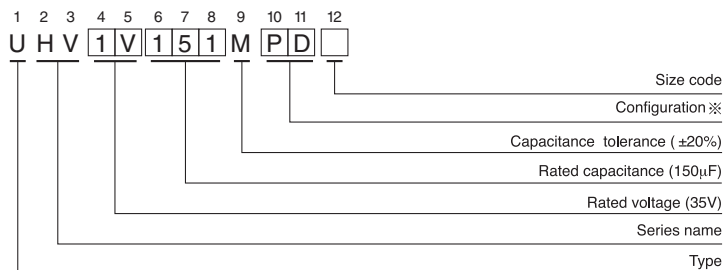 1 2 3 4 5 6 7 8 9 10 11 12
U H V 1 V 1 5 1 M P D
Size code
Configuration※
Capacitance tolerance (±20%)
Rated capacitance (150µF)
Rated voltage (35V)
Series name
Type